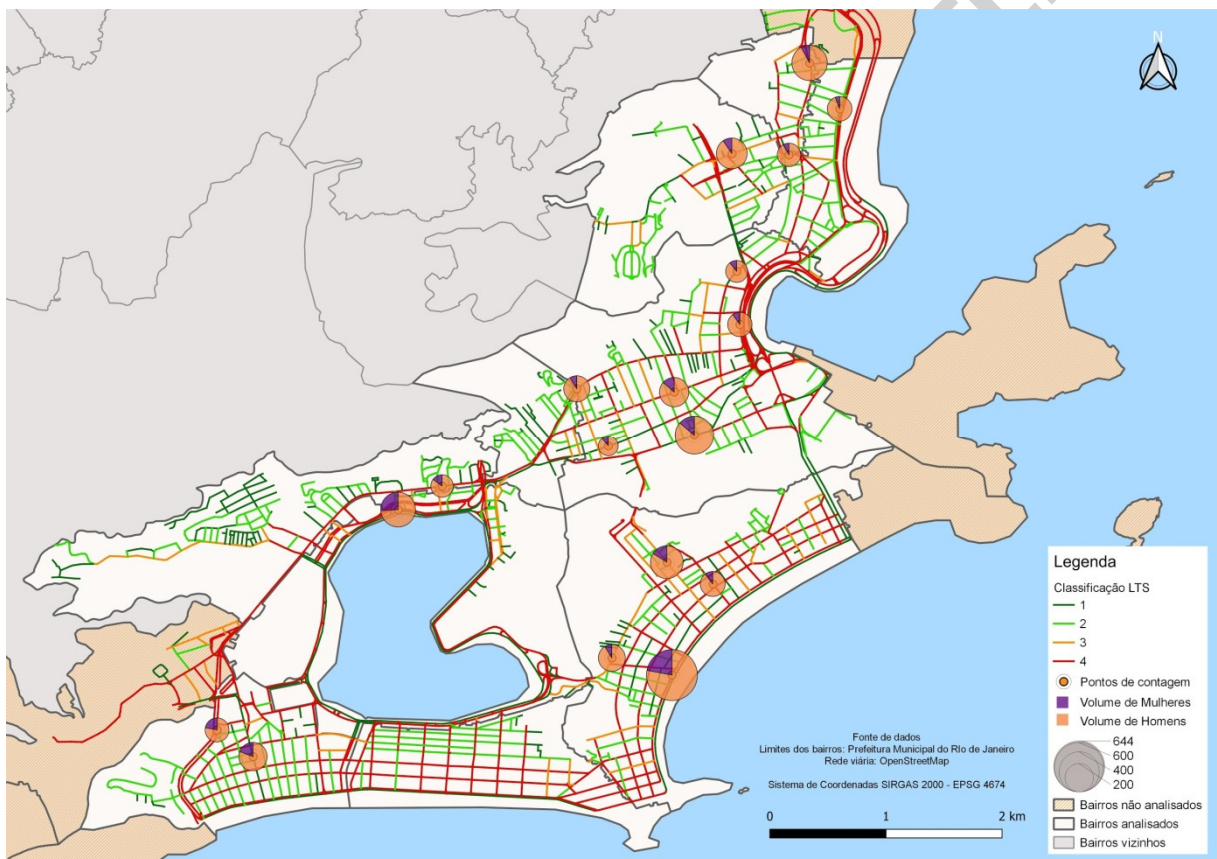 N
Legenda
Classificação LTS
1
2
3
4
Pontos de contagem
Volume de Mulheres
Volume de Homens
644
600
400
200
Bairros não analisados
Bairros analisados
Bairros vizinhos
Fonte de dados
Limites dos bairros: Prefeitura Municipal do RIo de Janeiro
Rede viária: OpenStreetMap
Sistema de Coordenadas SIRGAS 2000 - EPSG 4674
0 1 2 km